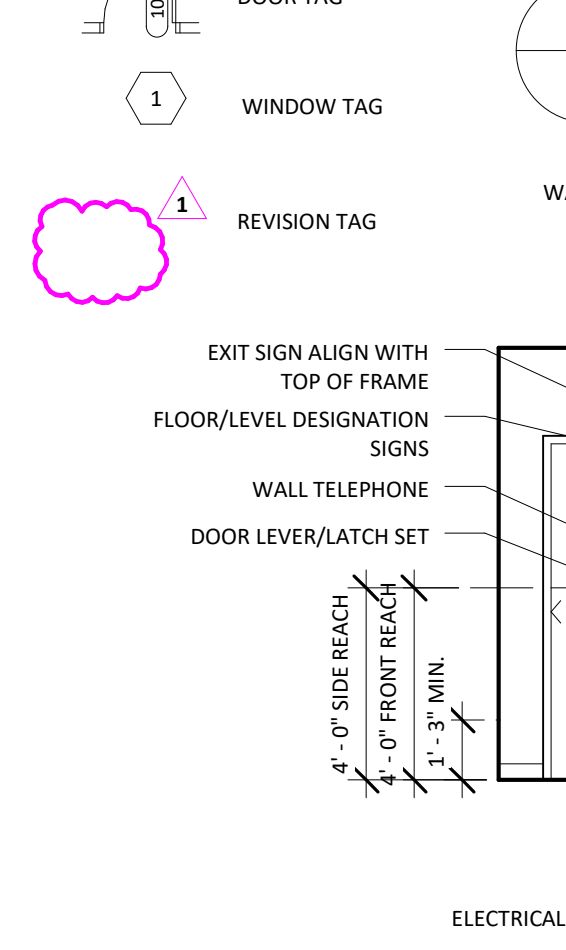 DOOR TAG
10
1
WINDOW TAG
1
REVISION TAG
EXIT SIGN ALIGN WITH
TOP OF FRAME
FLOOR/LEVEL DESIGNATION
SIGNS
WALL TELEPHONE
DOOR LEVER/LATCH SET
4' - 0" SIDE REACH
4' - 0" FRONT REACH
1' - 3" MIN.
ELECTRICAL